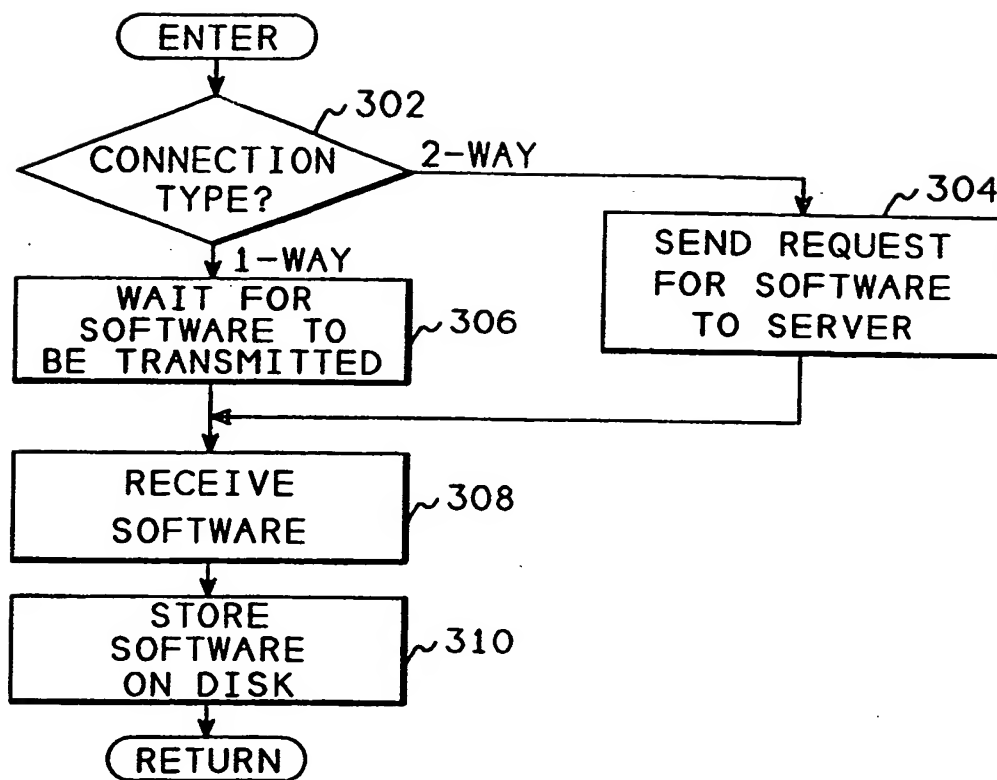 ENTER
302
CONNECTION
TYPE?
2-WAY
304
SEND REQUEST
FOR SOFTWARE
TO SERVER
1-WAY
WAIT FOR
SOFTWARE TO
BE TRANSMITTED
306
RECEIVE
SOFTWARE
308
STORE
SOFTWARE
ON DISK
310
RETURN